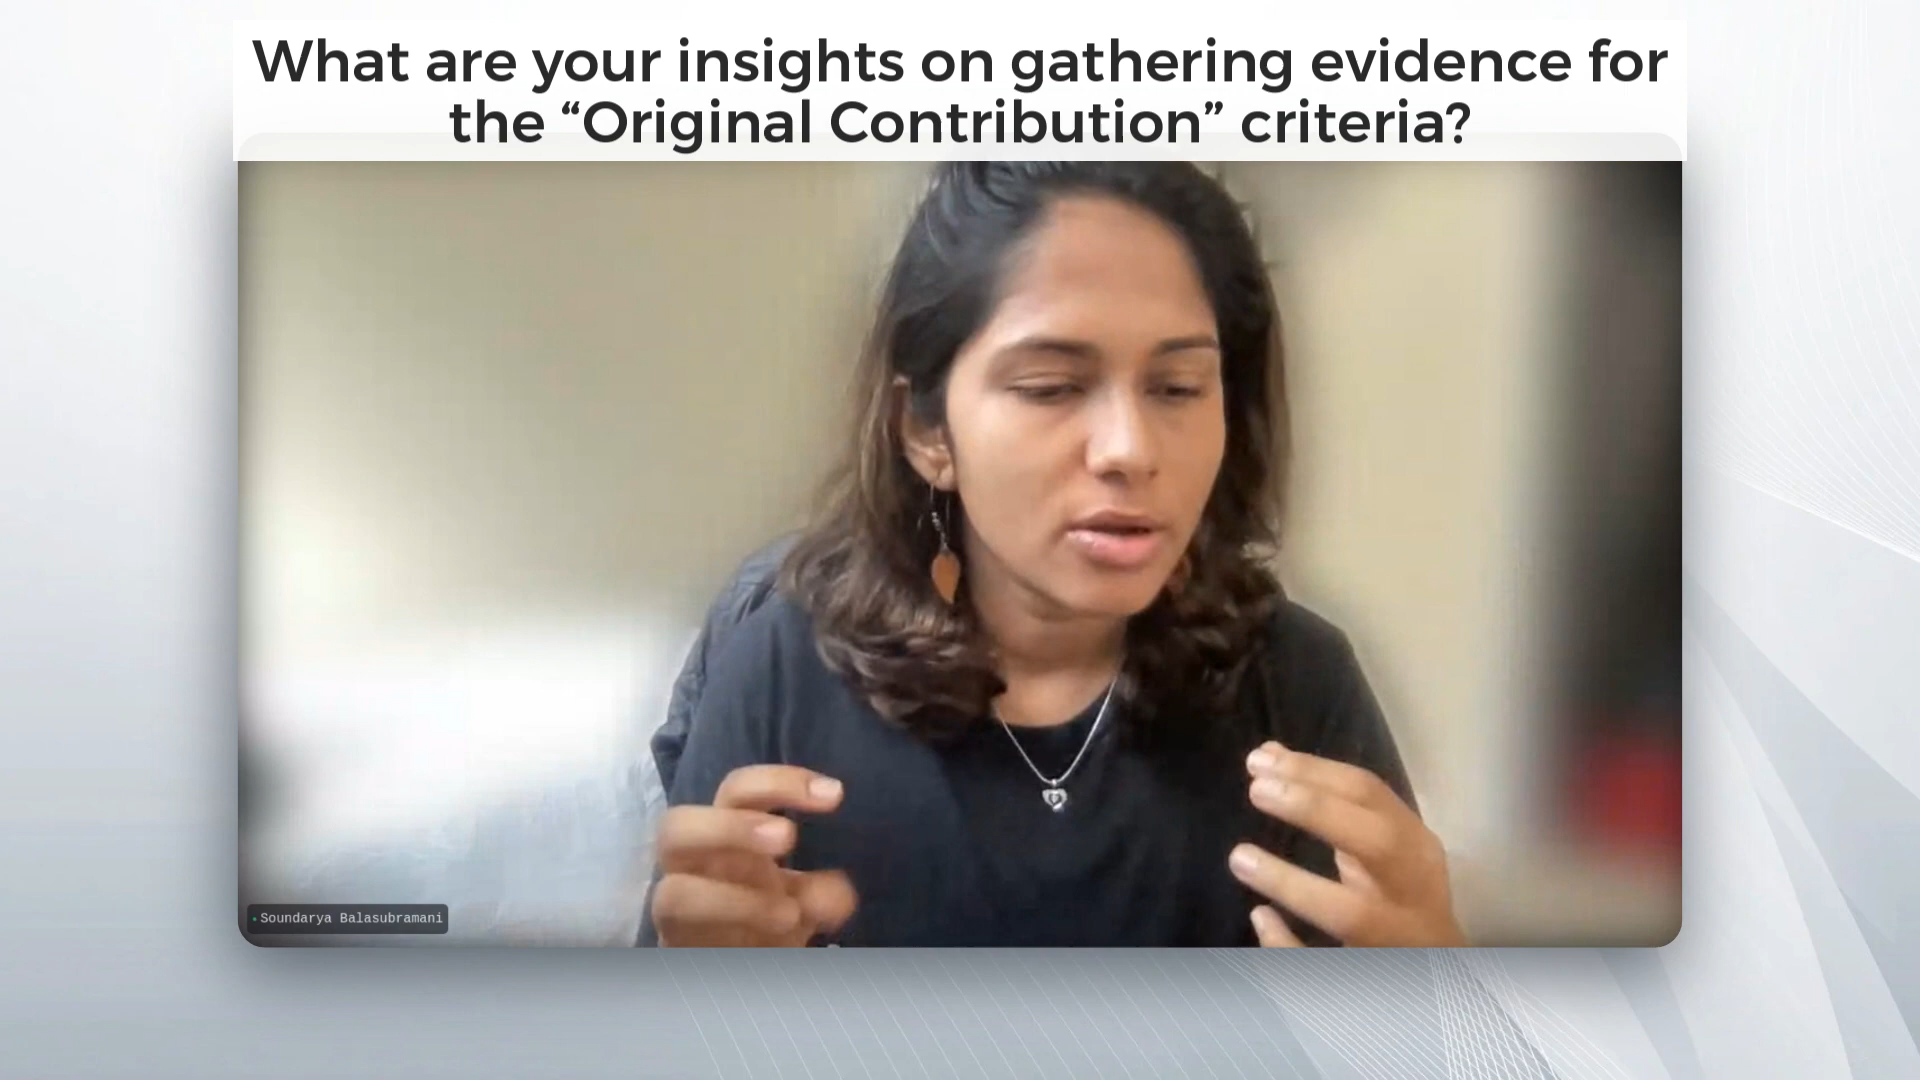 What are your insights on gathering evidence for
the “Original Contribution” criteria?
Soundarya Balasubramani